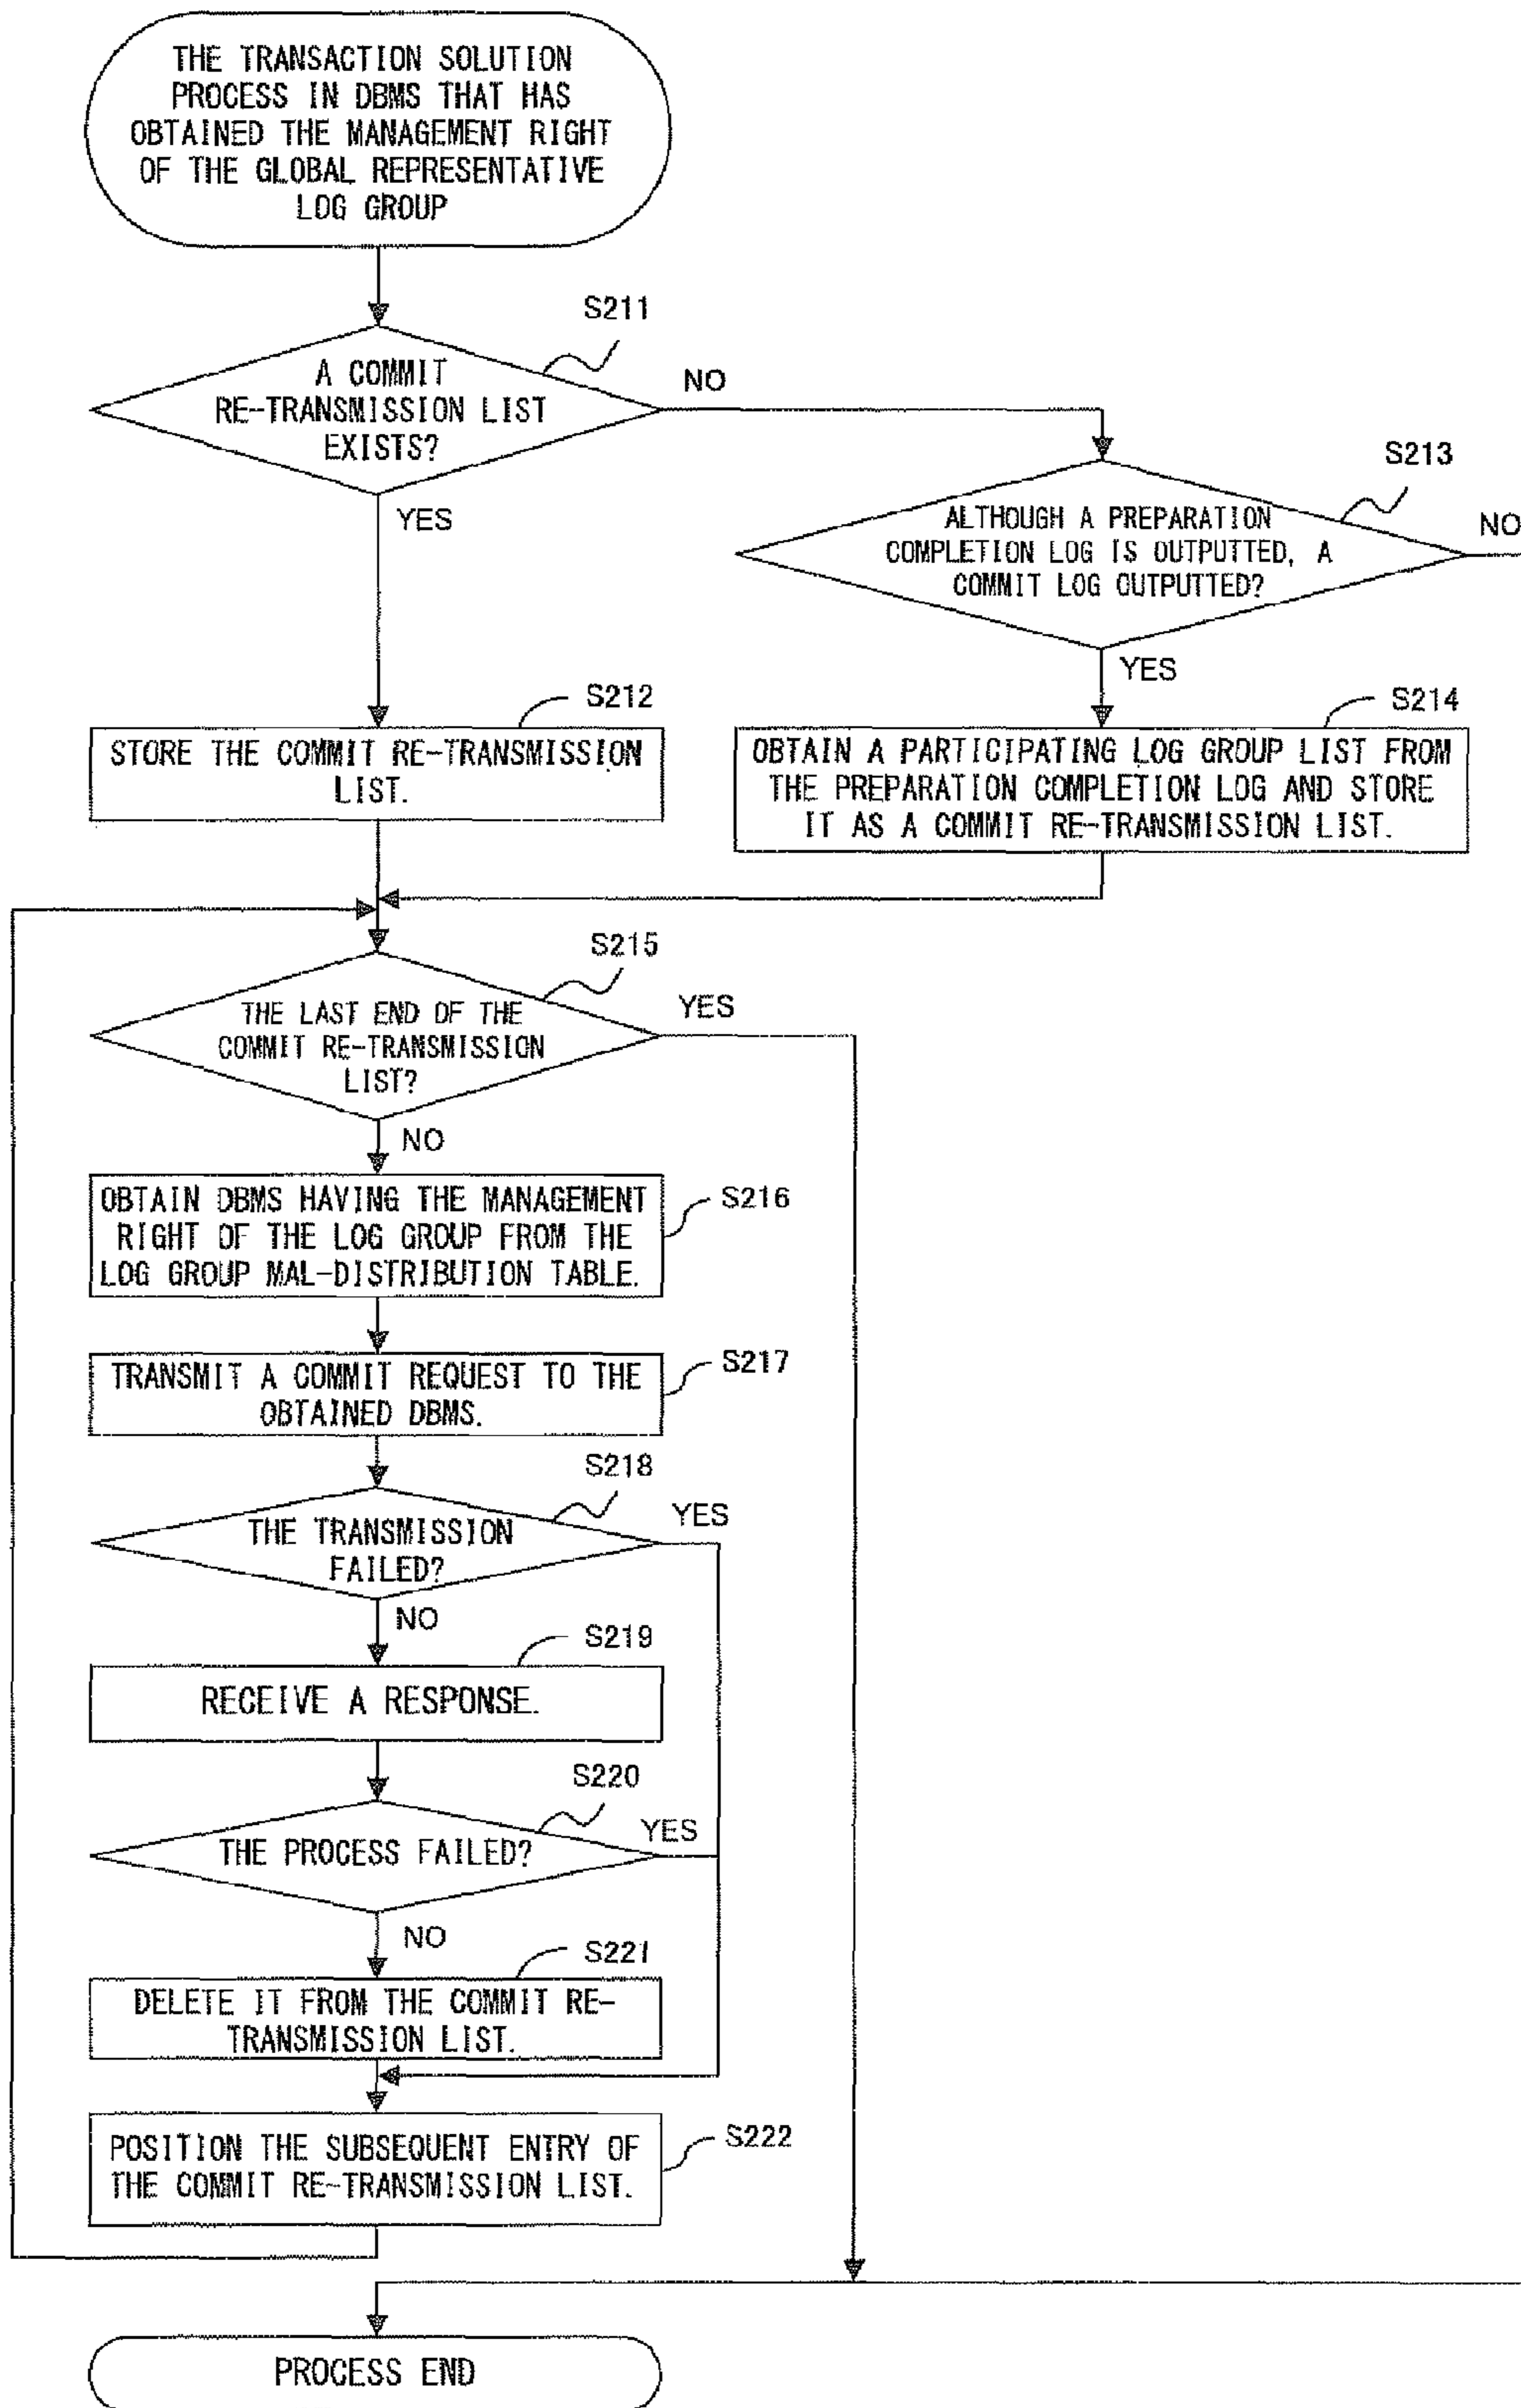 THE TRANSACTION SOLUTION
PROCESS IN DBMS THAT HAS
OBTAINED THE MANAGEMENT RIGHT
OF THE GLOBAL REPRESENTATIVE
LOG GROUP
S211
A COMMIT
RE-TRANSMISSION LIST
EXISTS?
NO
YES
S213
ALTHOUGH A PREPARATION
COMPLETION LOG IS OUTPUTTED, A
COMMIT LOG OUTPUTTED?
NO
YES
S212
STORE THE COMMIT RE-TRANSMISSION
LIST.
S214
OBTAIN A PARTICIPATING LOG GROUP LIST FROM
THE PREPARATION COMPLETION LOG AND STORE
IT AS A COMMIT RE-TRANSMISSION LIST.
S215
THE LAST END OF THE
COMMIT RE-TRANSMISSION
LIST?
YES
NO
OBTAIN DBMS HAVING THE MANAGEMENT
RIGHT OF THE LOG GROUP FROM THE
LOG GROUP MAL-DISTRIBUTION TABLE.
S216
TRANSMIT A COMMIT REQUEST TO THE
OBTAINED DBMS.
S217
S218
THE TRANSMISSION
FAILED?
YES
NO
S219
RECEIVE A RESPONSE.
S220
THE PROCESS FAILED?
YES
NO
S221
DELETE IT FROM THE COMMIT RE-
TRANSMISSION LIST.
POSITION THE SUBSEQUENT ENTRY OF
THE COMMIT RE-TRANSMISSION LIST.
S222
PROCESS END